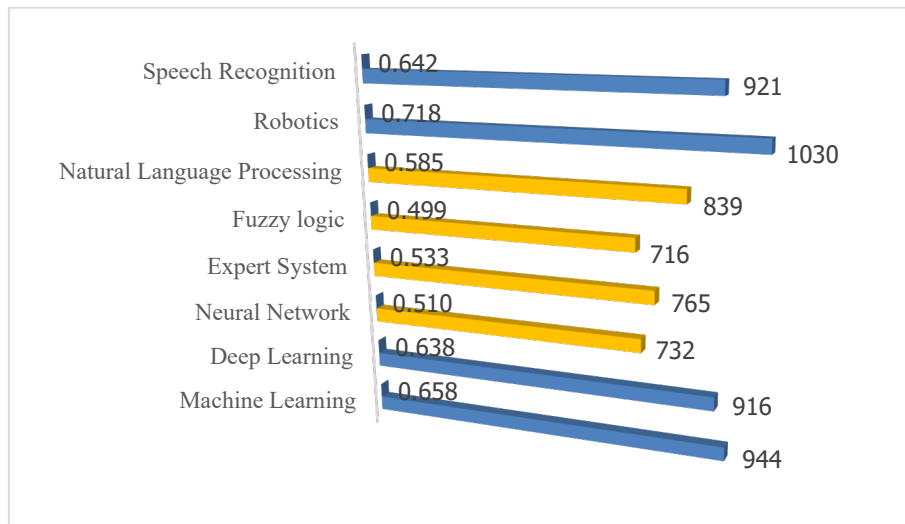 Speech Recognition 0.642 921
Robotics 0.718 1030
Natural Language Processing 0.585 839
Fuzzy logic 0.499 716
Expert System 0.533 765
Neural Network 0.510 732
Deep Learning 0.638 916
Machine Learning 0.658 944